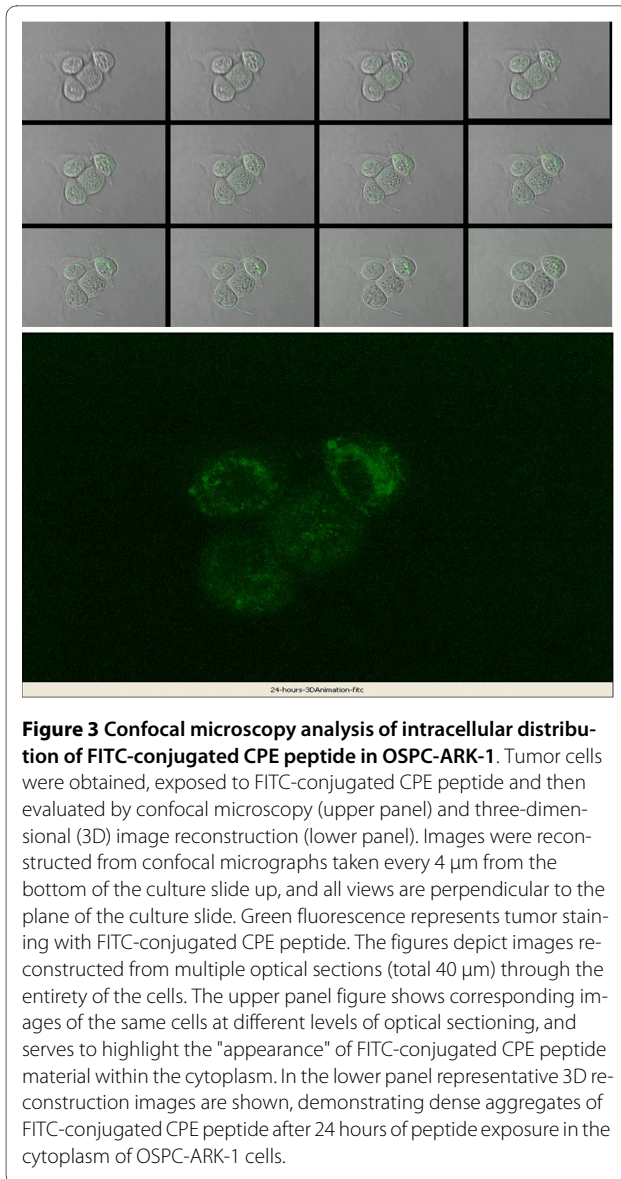 24-hours-3DAnimation-fitc
Figure 3 Confocal microscopy analysis of intracellular distribu-
tion of FITC-conjugated CPE peptide in OSPC-ARK-1. Tumor cells
were obtained, exposed to FITC-conjugated CPE peptide and then
evaluated by confocal microscopy (upper panel) and three-dimen-
sional (3D) image reconstruction (lower panel). Images were recon-
structed from confocal micrographs taken every 4 μm from the
bottom of the culture slide up, and all views are perpendicular to the
plane of the culture slide. Green fluorescence represents tumor stain-
ing with FITC-conjugated CPE peptide. The figures depict images re-
constructed from multiple optical sections (total 40 μm) through the
entirety of the cells. The upper panel figure shows corresponding im-
ages of the same cells at different levels of optical sectioning, and
serves to highlight the "appearance" of FITC-conjugated CPE peptide
material within the cytoplasm. In the lower panel representative 3D re-
construction images are shown, demonstrating dense aggregates of
FITC-conjugated CPE peptide after 24 hours of peptide exposure in the
cytoplasm of OSPC-ARK-1 cells.